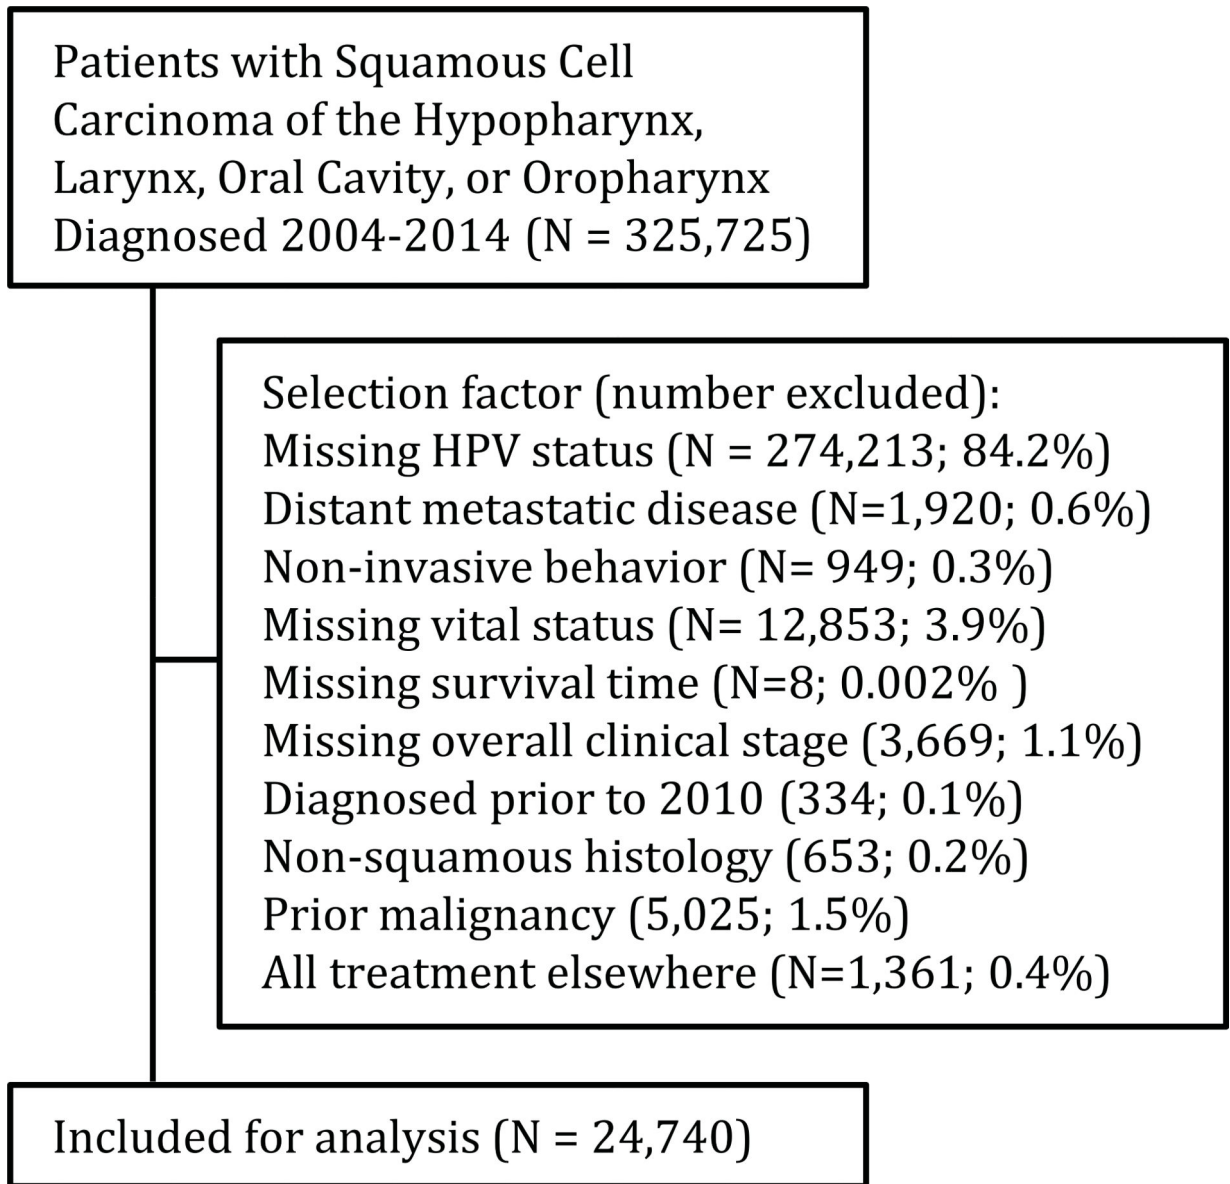 Patients with Squamous Cell
Carcinoma of the Hypopharynx,
Larynx, Oral Cavity, or Oropharynx
Diagnosed 2004-2014 (N = 325,725)
Selection factor (number excluded):
Missing HPV status (N = 274,213; 84.2%)
Distant metastatic disease (N=1,920; 0.6%)
Non-invasive behavior (N= 949; 0.3%)
Missing vital status (N= 12,853; 3.9%)
Missing survival time (N=8; 0.002% )
Missing overall clinical stage (3,669; 1.1%)
Diagnosed prior to 2010 (334; 0.1%)
Non-squamous histology (653; 0.2%)
Prior malignancy (5,025; 1.5%)
All treatment elsewhere (N=1,361; 0.4%)
Included for analysis (N = 24,740)